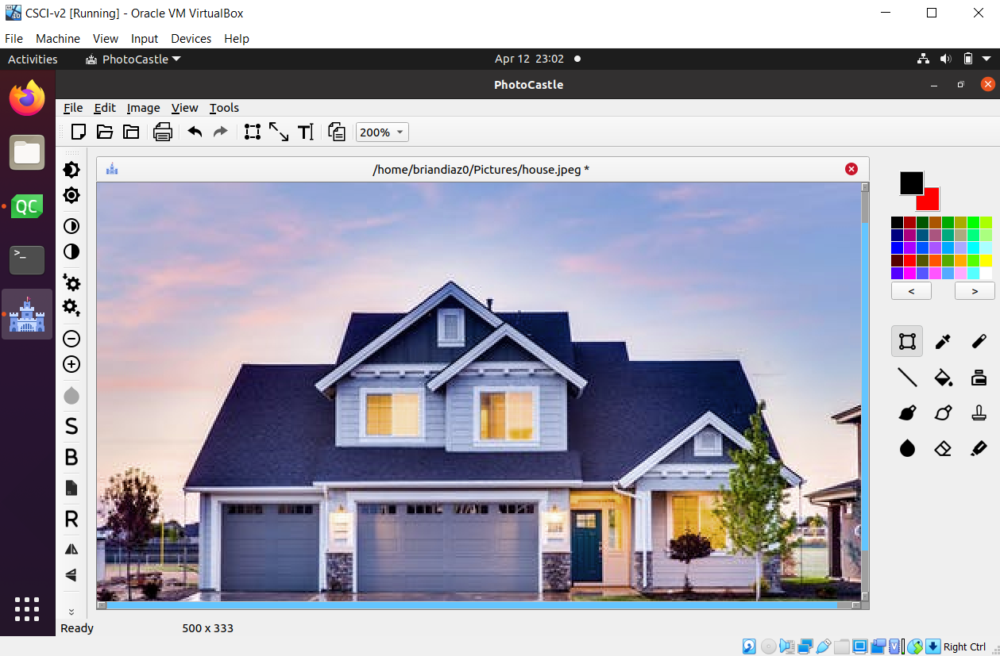 CSCI-v2 [Running] - Oracle VM VirtualBox
File Machine View Input Devices Help
Activities PhotoCastle Apr 12 23:02
PhotoCastle
File Edit Image View Tools
200%
/home/briandiaz0/Pictures/house.jpeg *
QC
>_
< >
S
B
R
Ready 500 x 333
Right Ctrl